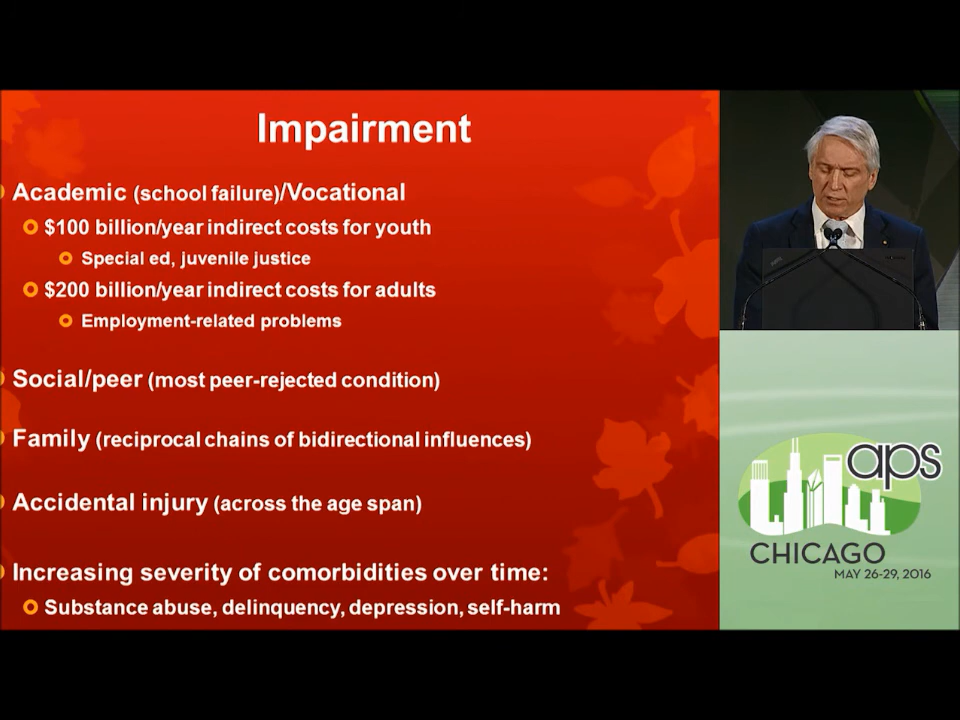 Impairment
Academic (school failure)/Vocational
$100 billion/year indirect costs for youth
Special ed, juvenile justice
$200 billion/year indirect costs for adults
Employment-related problems
Social/peer (most peer-rejected condition)
Family (reciprocal chains of bidirectional influences)
Accidental injury (across the age span)
Increasing severity of comorbidities over time:
Substance abuse, delinquency, depression, self-harm
aps
CHICAGO
MAY 26-29, 2016